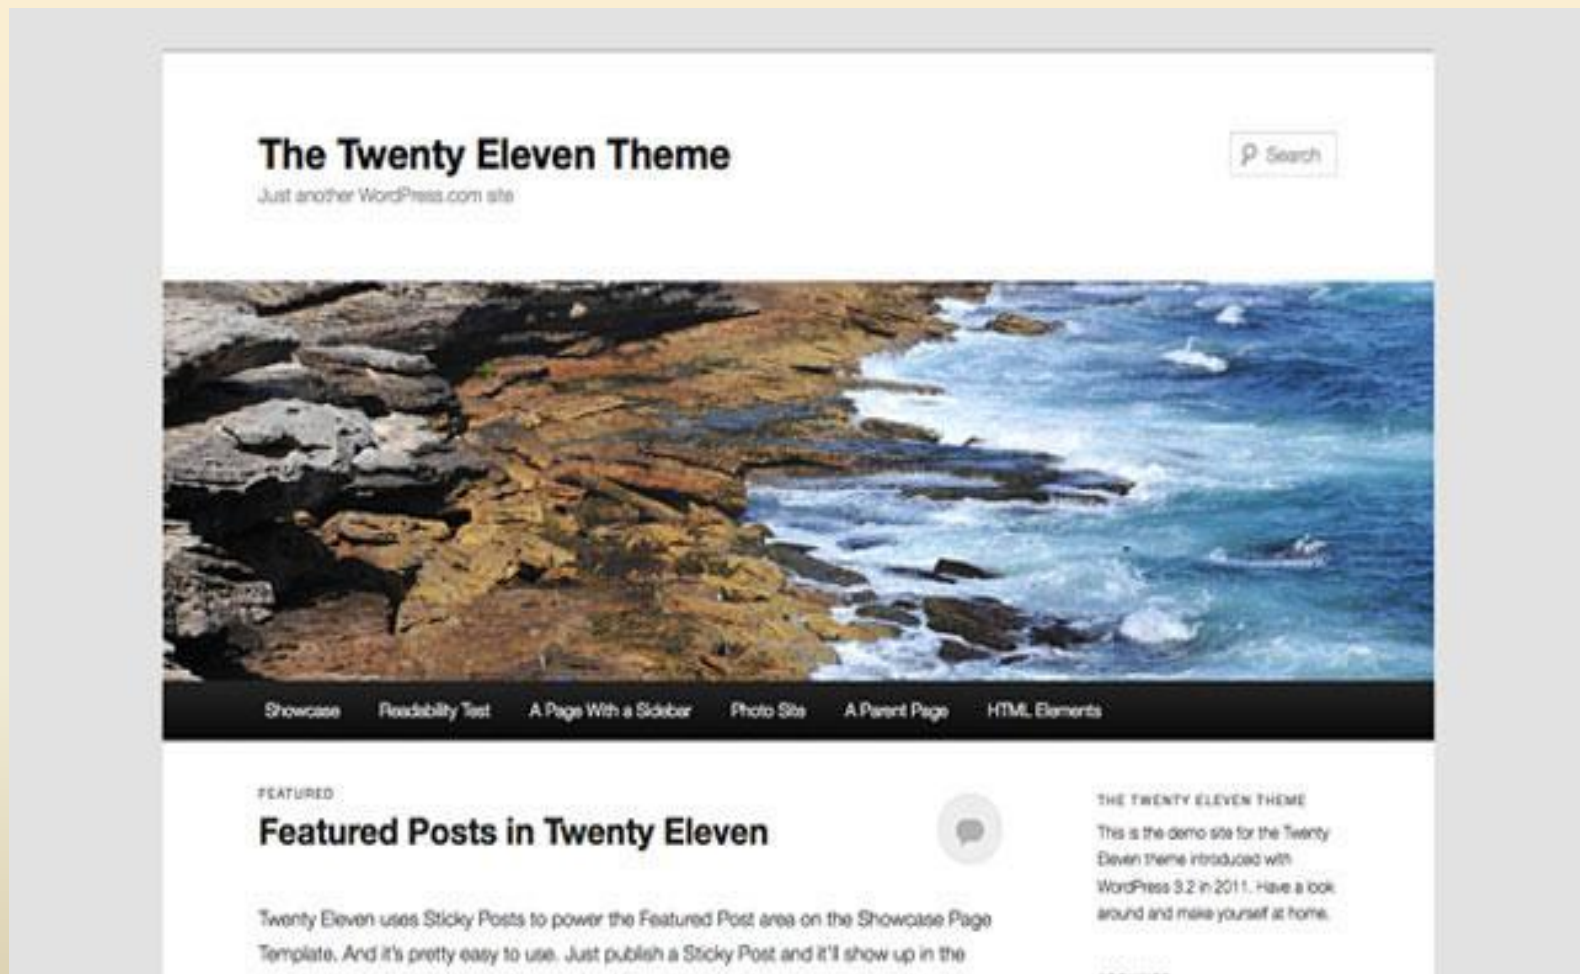 The Twenty Eleven Theme
Just another WordPress.com site
Search
Showcase Readability Test A Page With a Sidebar Photo Site A Parent Page HTML Elements
FEATURED
Featured Posts in Twenty Eleven
Twenty Eleven uses Sticky Posts to power the Featured Post area on the Showcase Page
Template. And it's pretty easy to use. Just publish a Sticky Post and it'll show up in the
THE TWENTY ELEVEN THEME
This is the demo site for the Twenty
Eleven theme introduced with
WordPress 3.2 in 2011. Have a look
around and make yourself at home.